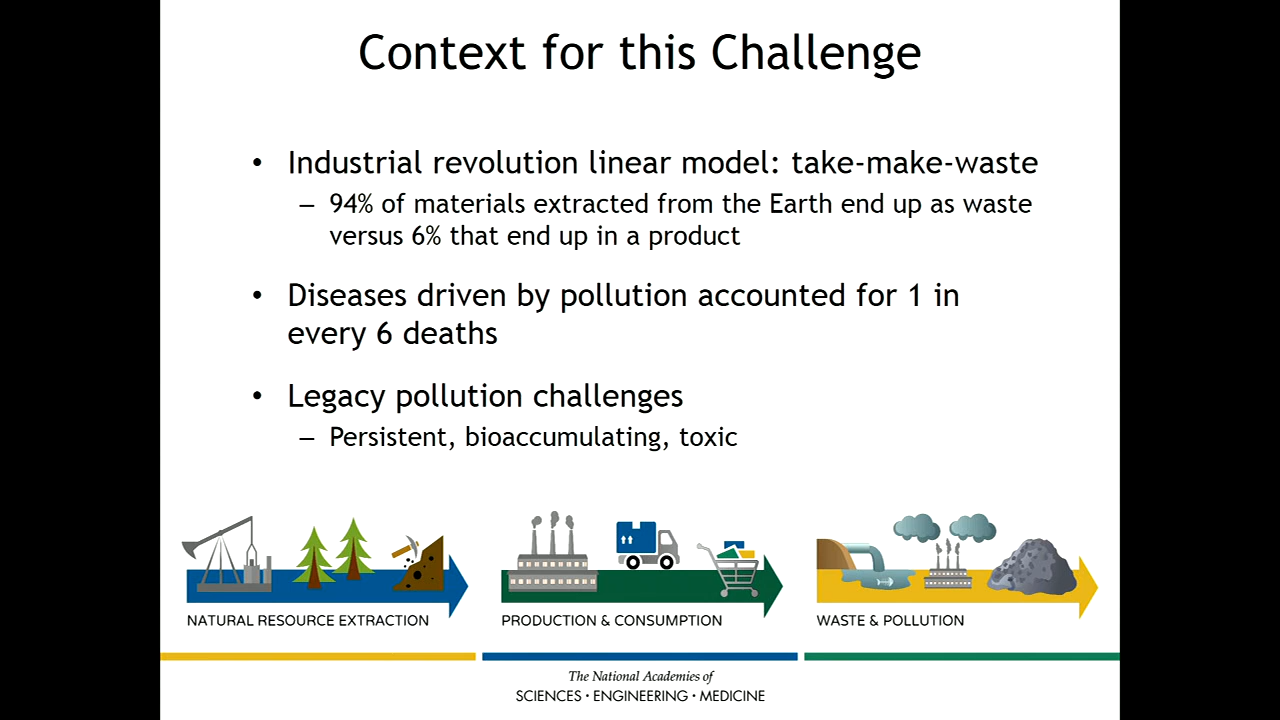 Context for this Challenge
• Industrial revolution linear model: take-make-waste
– 94% of materials extracted from the Earth end up as waste
versus 6% that end up in a product
• Diseases driven by pollution accounted for 1 in
every 6 deaths
• Legacy pollution challenges
– Persistent, bioaccumulating, toxic
NATURAL RESOURCE EXTRACTION
PRODUCTION & CONSUMPTION
WASTE & POLLUTION
The National Academies of
SCIENCES · ENGINEERING · MEDICINE